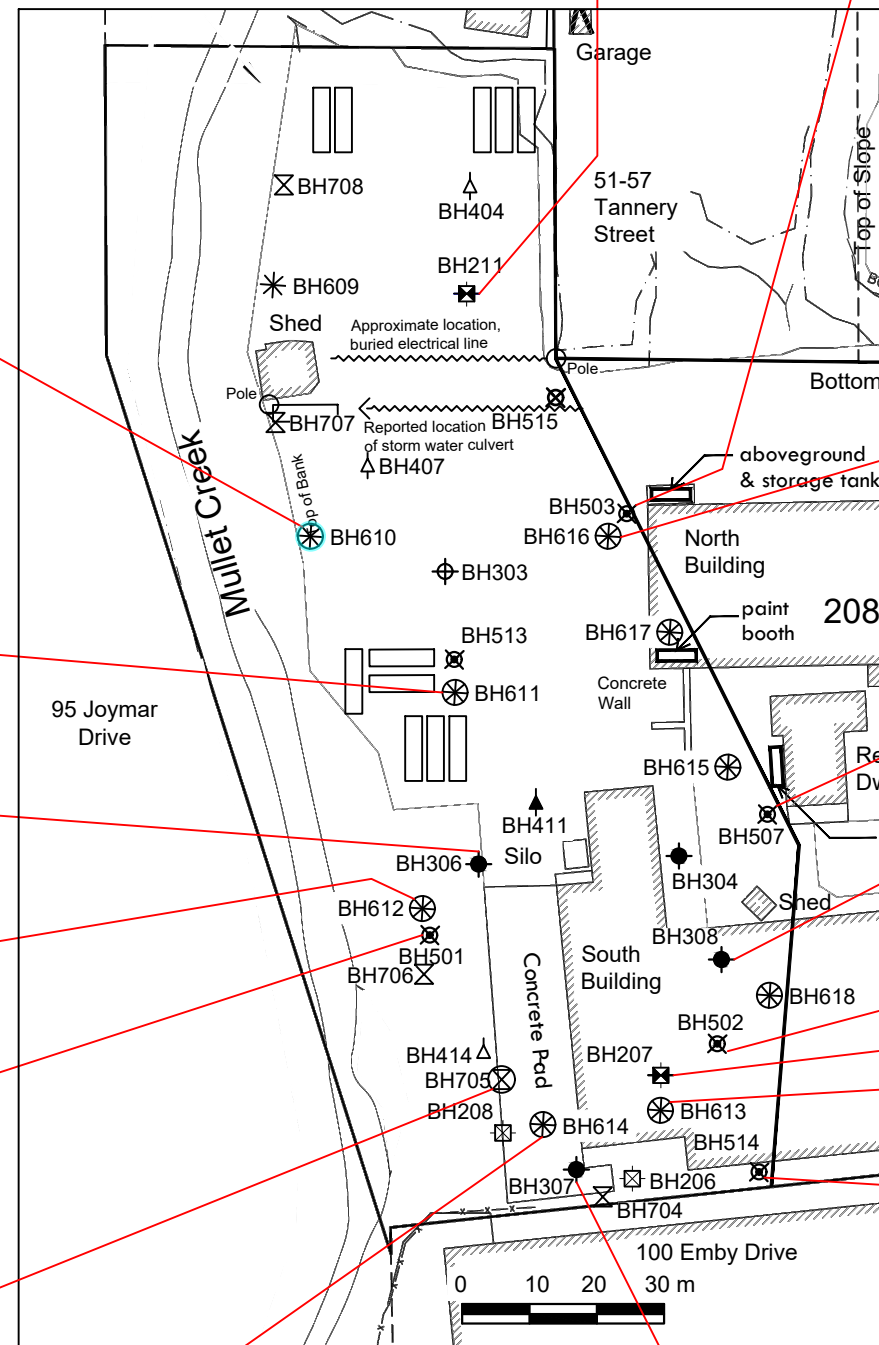 Garage
51-57
Tannery
Street
Top of Slope
BH708
BH404
BH211
BH609
Shed
Approximate location,
buried electrical line
Pole
Bottom
Pole
BH707
Reported location
of storm water culvert
BH515
BH407
aboveground
& storage tank
Mullet Creek
op of Bank
BH503
BH610
BH616
North
Building
BH303
208
paint
booth
BH617
BH513
Concrete
Wall
BH611
95 Joymar
Drive
BH615
Re
Dw
BH411
BH507
BH306
Silo
BH304
Shed
BH612
BH308
BH501
BH706
South
Building
Concrete Pad
BH618
BH502
BH414
BH207
BH705
BH208
BH614
BH613
BH514
BH307
BH206
BH704
100 Emby Drive
0 10 20 30 m